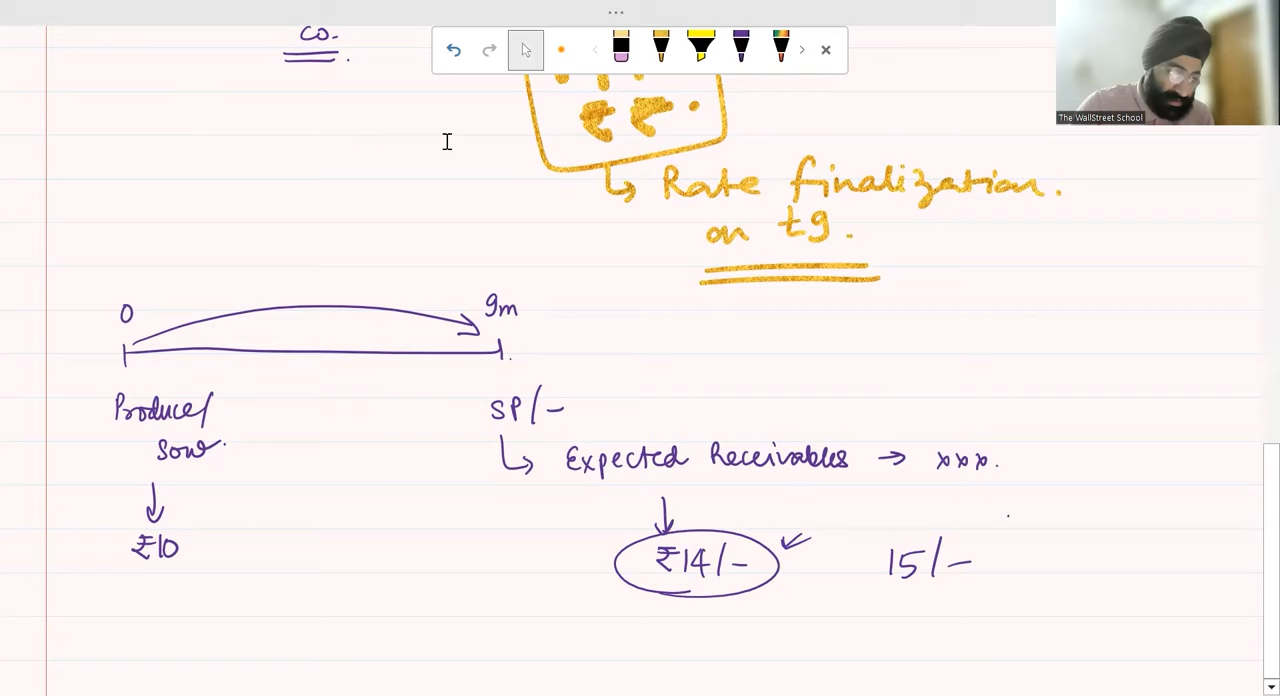 co.
The WallStreet School
₹₹.
↳ Rate finalization.
on t9.
0 9m
Produce/ SP/-
Sow.
↳ Expected Receivables → xxx.
₹10 ₹14/- 15/-